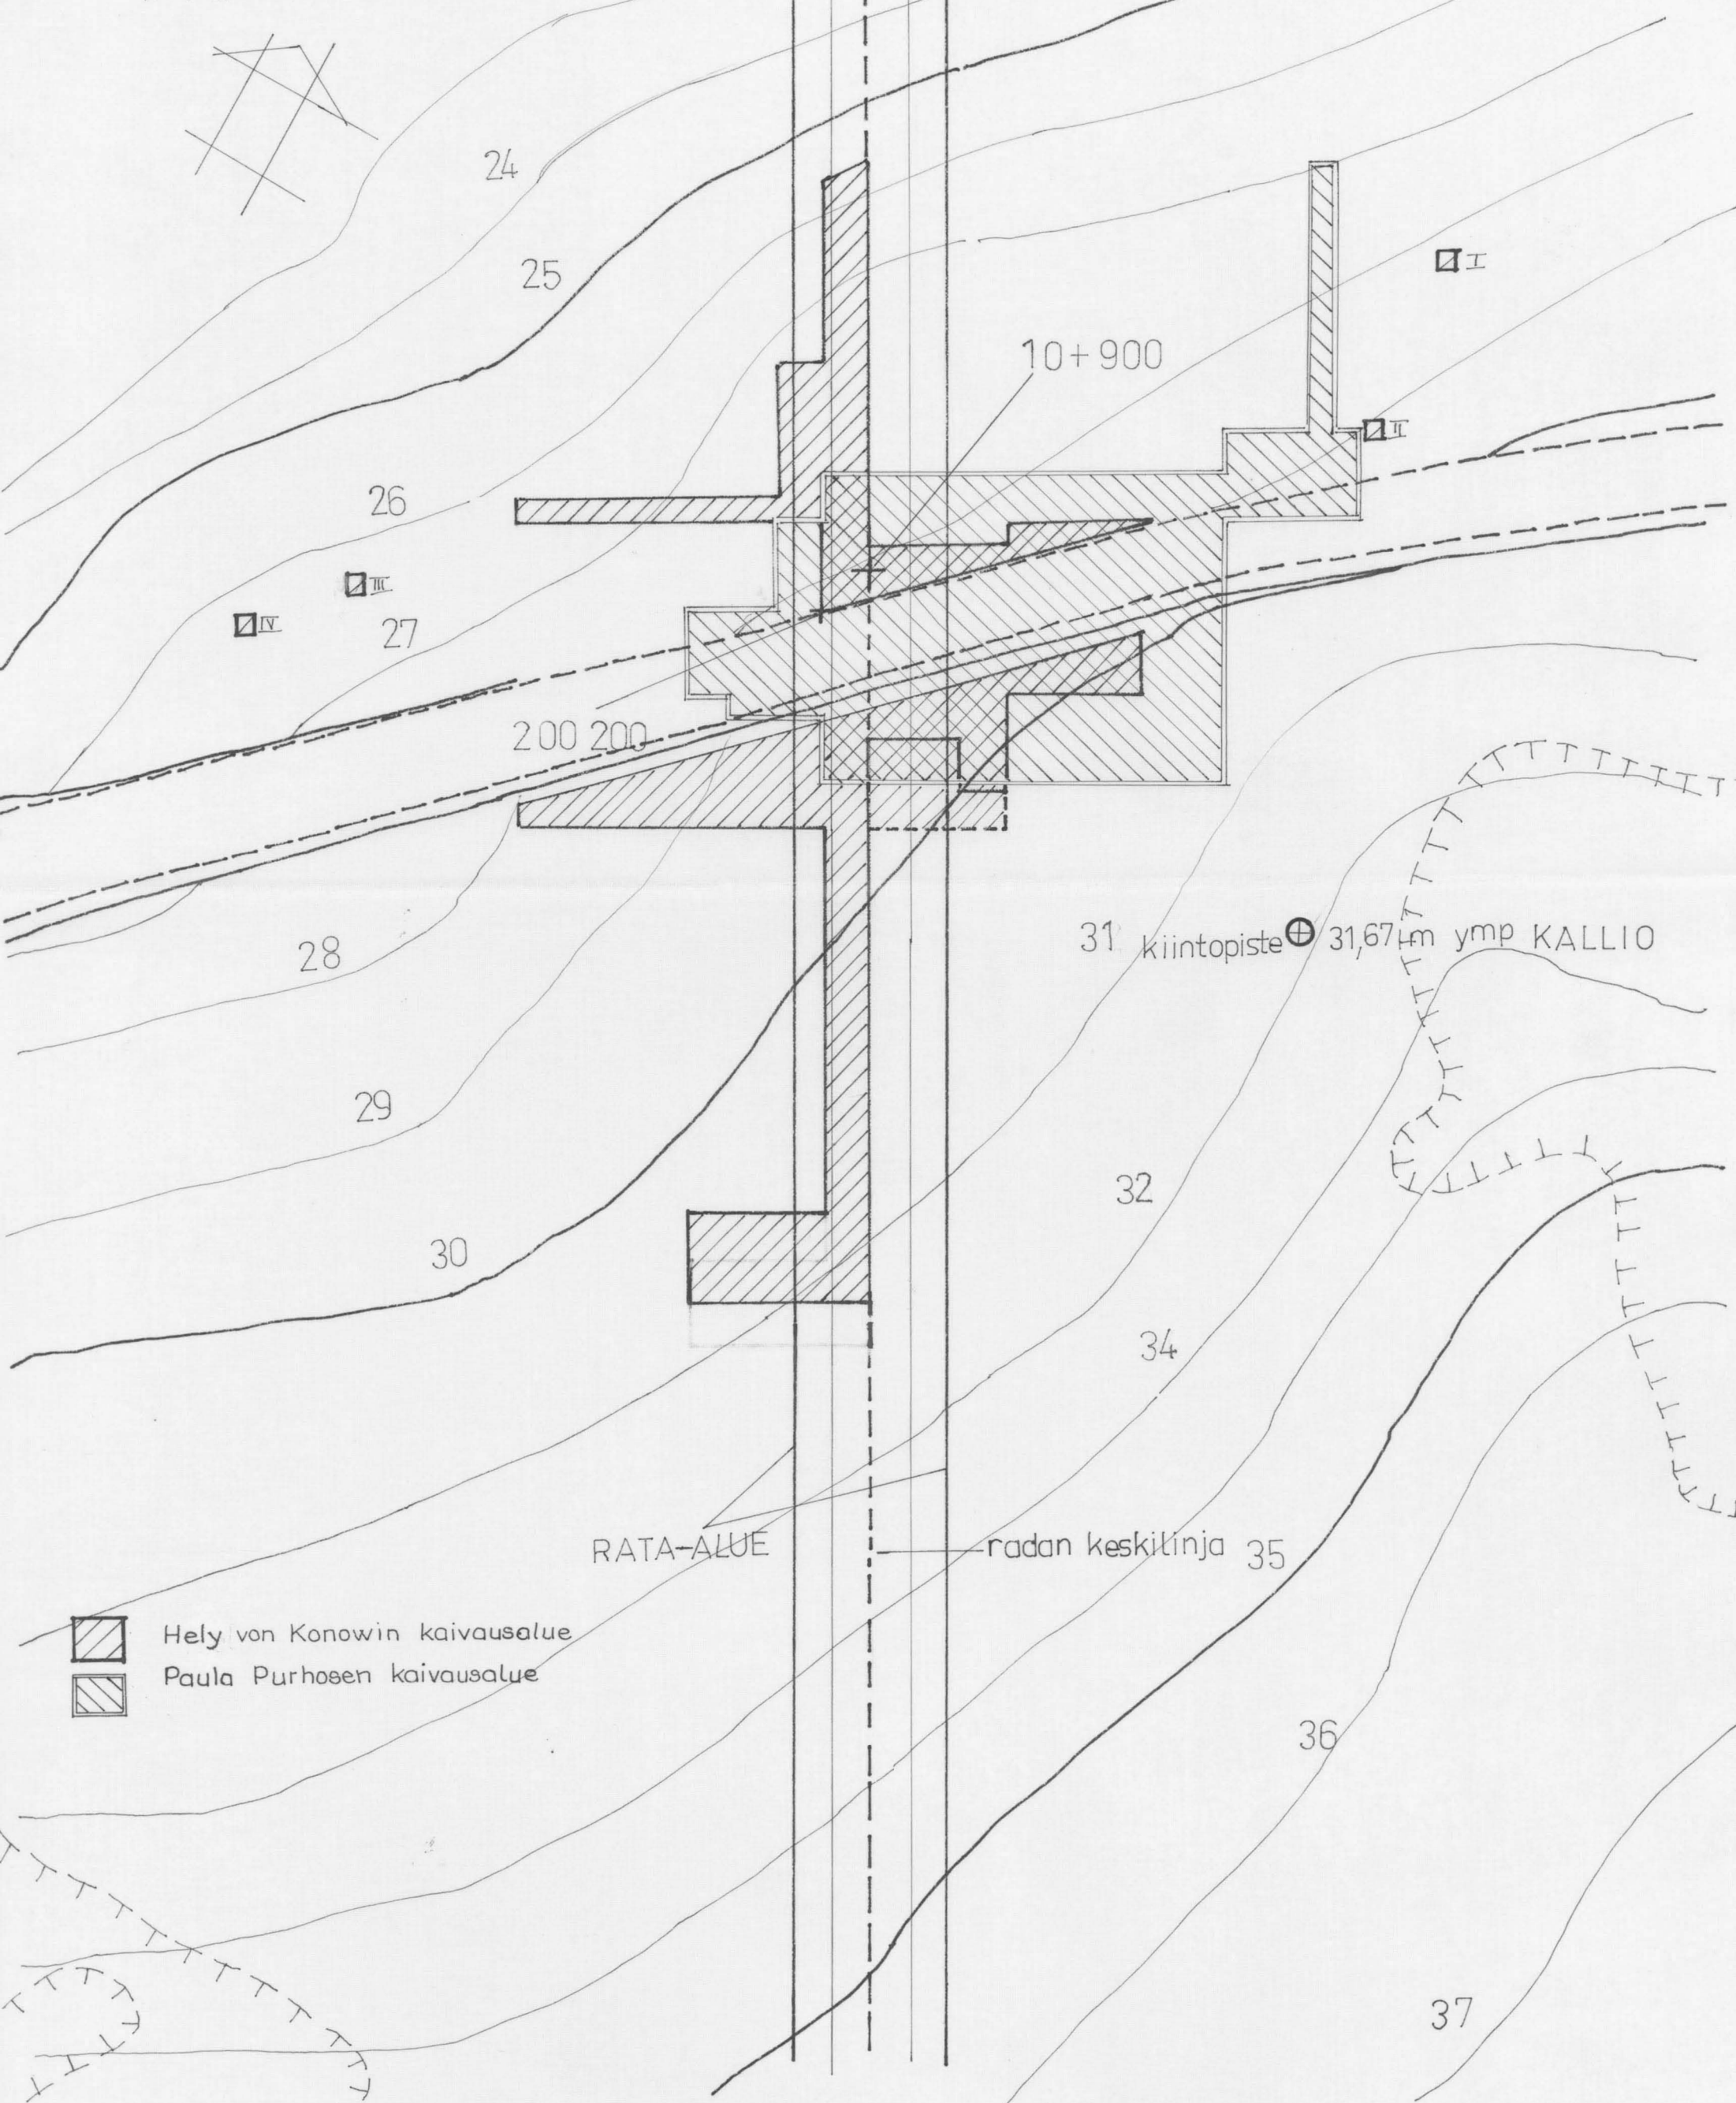 24
25
I
10+900
II
26
III
IV
27
200 200
31 kiintopiste 31,67 m ymp KALLIO
28
29
32
30
34
RATA-ALUE
radan keskilinja 35
Hely von Konowin kaivausalue
Paula Purhosen kaivausalue
36
37